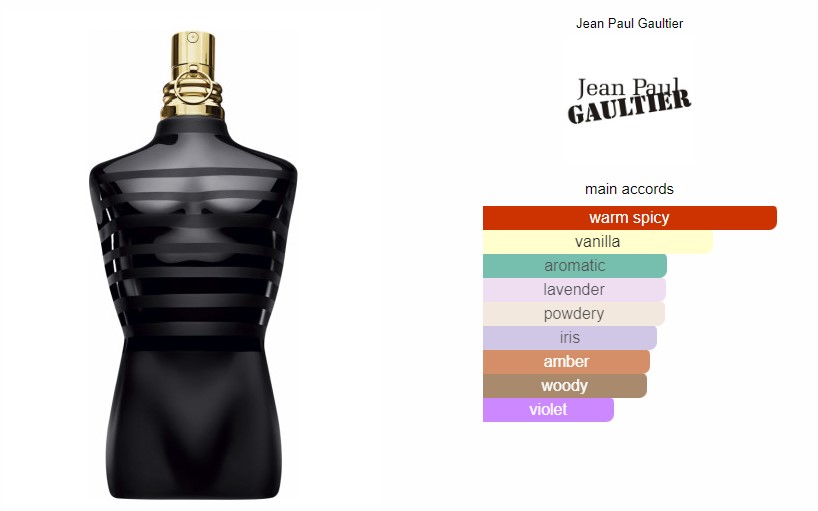 Jean Paul Gaultier
Jean Paul
GAULTIER
main accords
warm spicy
vanilla
aromatic
lavender
powdery
iris
amber
woody
violet